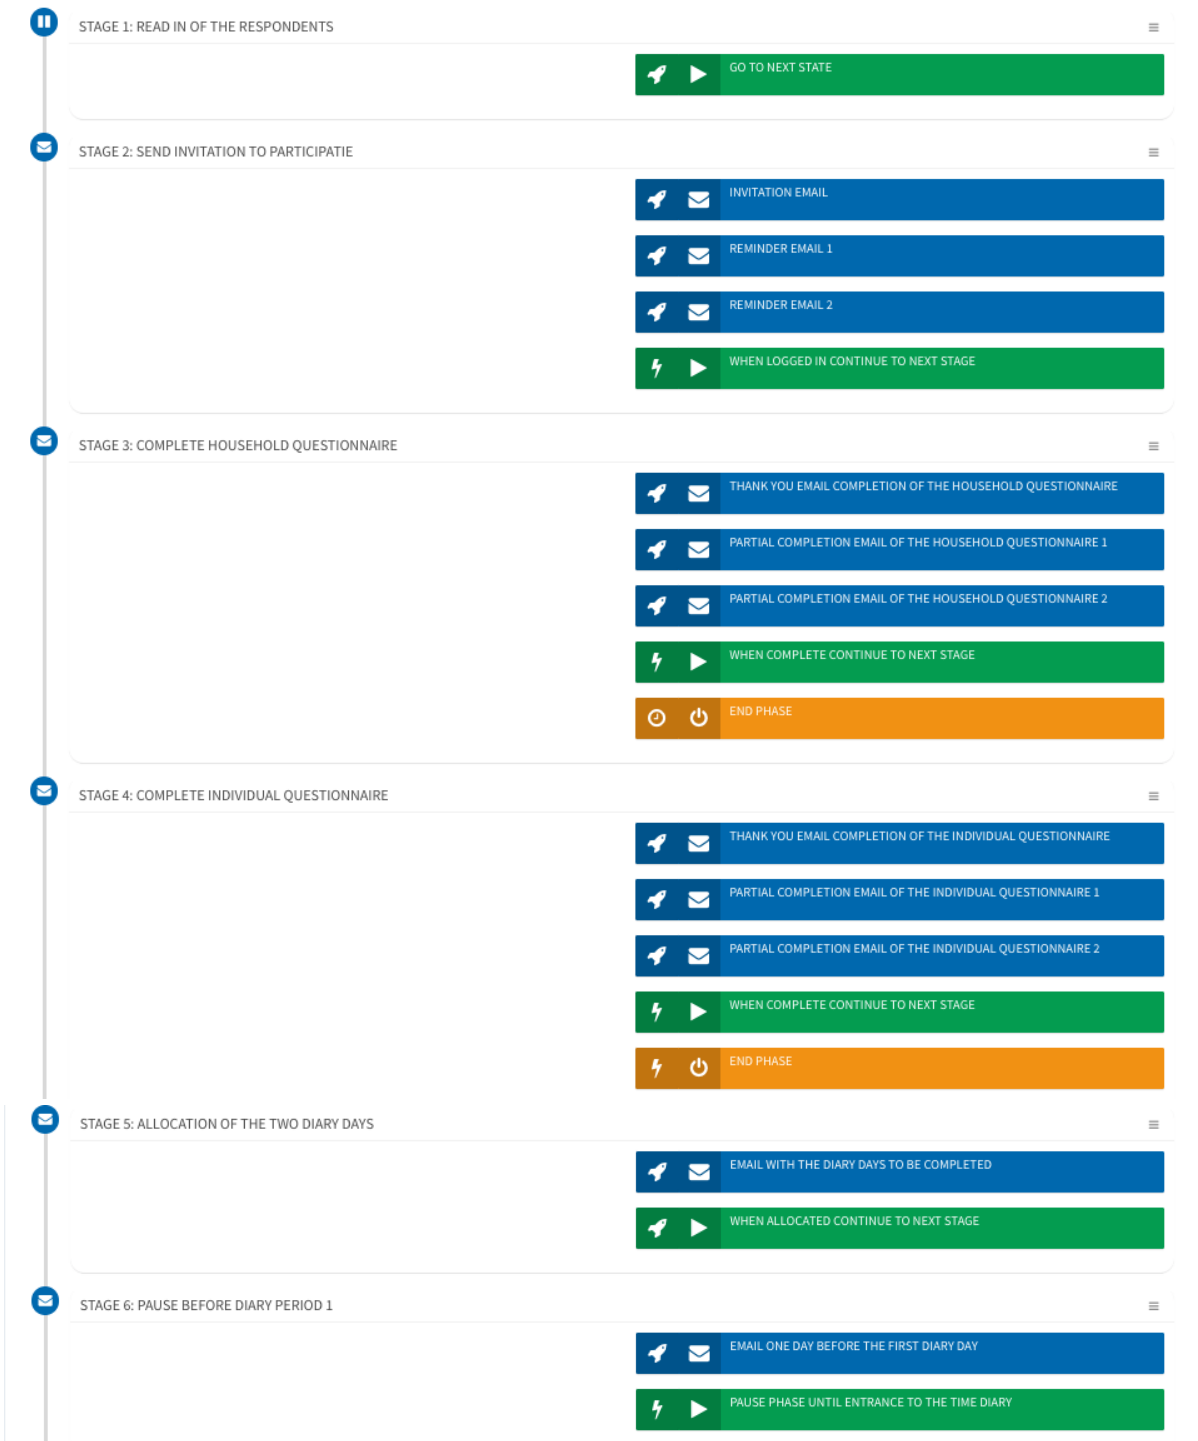 STAGE 1: READ IN OF THE RESPONDENTS
GO TO NEXT STATE
STAGE 2: SEND INVITATION TO PARTICIPATIE
INVITATION EMAIL
REMINDER EMAIL 1
REMINDER EMAIL 2
WHEN LOGGED IN CONTINUE TO NEXT STAGE
STAGE 3: COMPLETE HOUSEHOLD QUESTIONNAIRE
THANK YOU EMAIL COMPLETION OF THE HOUSEHOLD QUESTIONNAIRE
PARTIAL COMPLETION EMAIL OF THE HOUSEHOLD QUESTIONNAIRE 1
PARTIAL COMPLETION EMAIL OF THE HOUSEHOLD QUESTIONNAIRE 2
WHEN COMPLETE CONTINUE TO NEXT STAGE
END PHASE
STAGE 4: COMPLETE INDIVIDUAL QUESTIONNAIRE
THANK YOU EMAIL COMPLETION OF THE INDIVIDUAL QUESTIONNAIRE
PARTIAL COMPLETION EMAIL OF THE INDIVIDUAL QUESTIONNAIRE 1
PARTIAL COMPLETION EMAIL OF THE INDIVIDUAL QUESTIONNAIRE 2
WHEN COMPLETE CONTINUE TO NEXT STAGE
END PHASE
STAGE 5: ALLOCATION OF THE TWO DIARY DAYS
EMAIL WITH THE DIARY DAYS TO BE COMPLETED
WHEN ALLOCATED CONTINUE TO NEXT STAGE
STAGE 6: PAUSE BEFORE DIARY PERIOD 1
EMAIL ONE DAY BEFORE THE FIRST DIARY DAY
PAUSE PHASE UNTIL ENTRANCE TO THE TIME DIARY